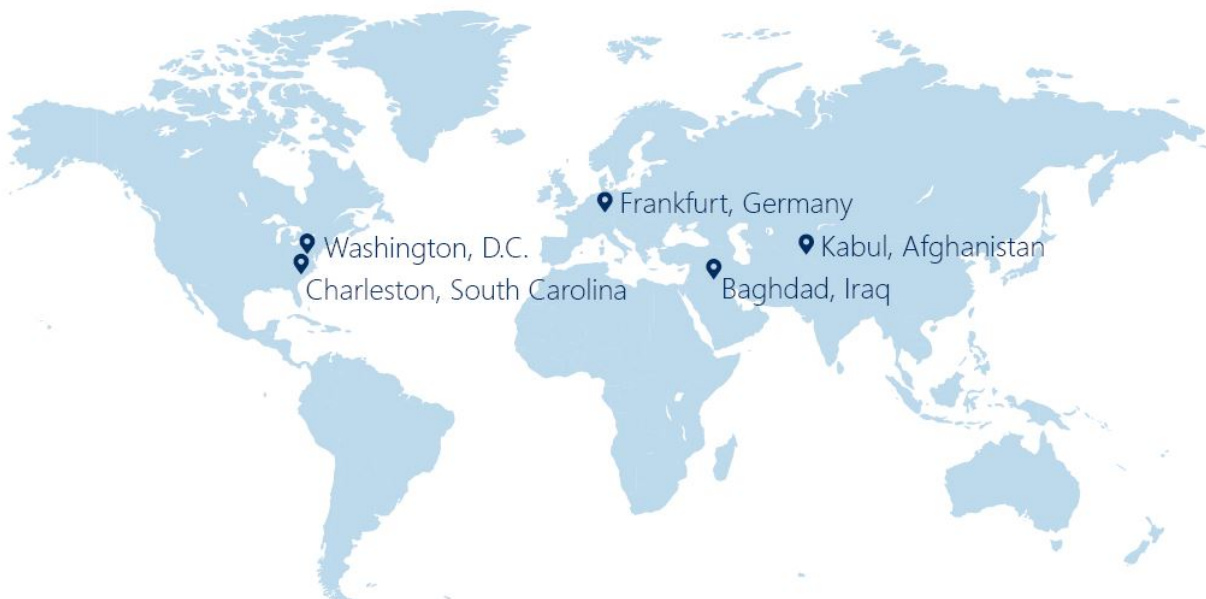 Frankfurt, Germany
Washington, D.C.
Kabul, Afghanistan
Charleston, South Carolina
Baghdad, Iraq